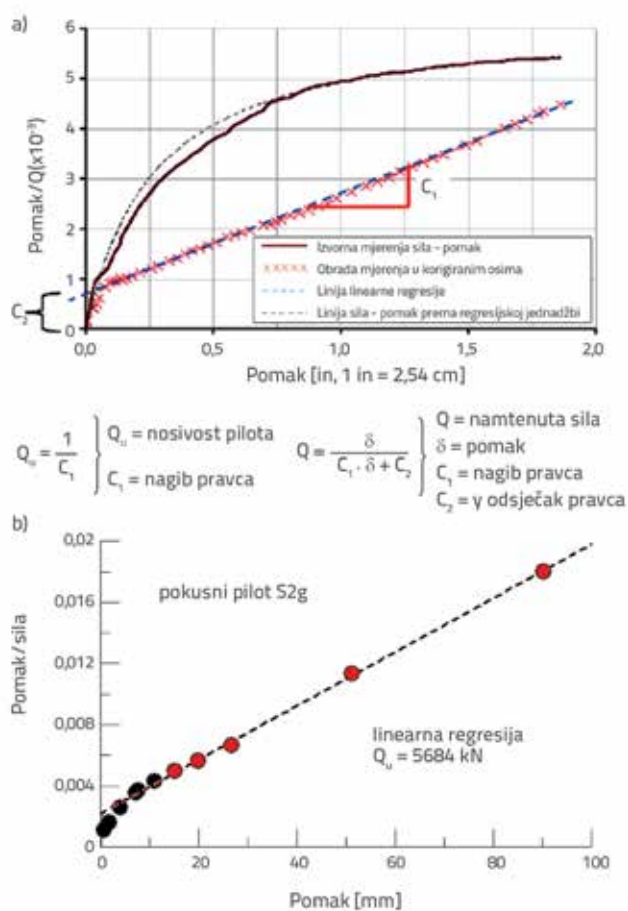 a)
6
5
4
3
2
1
0
Pomak/Q(x10⁻³)
C₂
C₁
Izvorna mjerenja sila - pomak
Obrada mjorenja u korigiranim osima
Linija linearne regresije
Linija sila - pomak prema regresijskoj jednadžbi
0,0 0,5 1,0 1,5 2,0
Pomak [in, 1 in = 2,54 cm]
Qᵤ = 1/C₁
Qᵤ = nosivost pilota
C₁ = nagib pravca
Q = δ/(C₁ · δ + C₂)
Q = namtenuta sila
δ = pomak
C₁ = nagib pravca
C₂ = y odsječak pravca
b)
0,02
0,016
0,012
0,008
0,004
0
Pomak/sila
pokusni pilot S2g
linearna regresija
Qᵤ = 5684 kN
0 20 40 60 80 100
Pomak [mm]